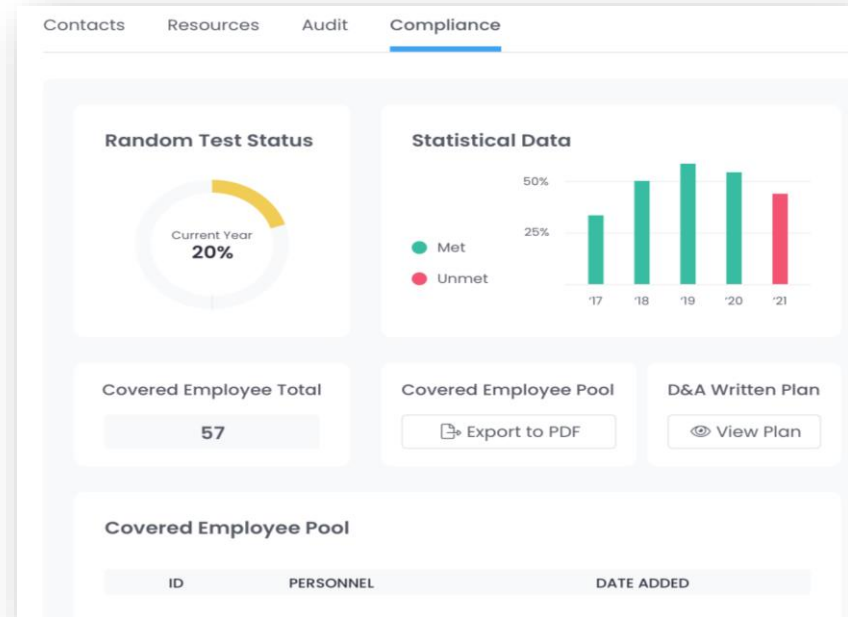 Contacts Resources Audit Compliance
Random Test Status
Current Year
20%
Statistical Data
50%
25%
Met
Unmet
'17 '18 '19 '20 '21
Covered Employee Total
57
Covered Employee Pool
Export to PDF
D&A Written Plan
View Plan
Covered Employee Pool
ID PERSONNEL DATE ADDED